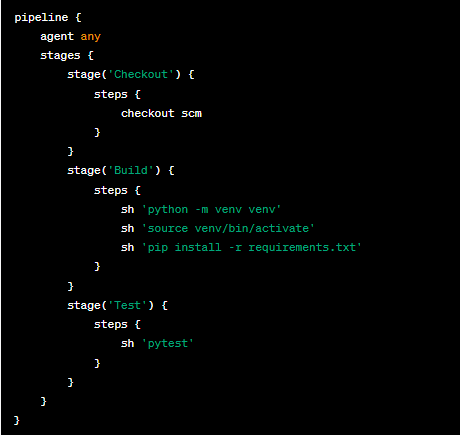 pipeline {
    agent any
    stages {
        stage('Checkout') {
            steps {
                checkout scm
            }
        }
        stage('Build') {
            steps {
                sh 'python -m venv venv'
                sh 'source venv/bin/activate'
                sh 'pip install -r requirements.txt'
            }
        }
        stage('Test') {
            steps {
                sh 'pytest'
            }
        }
    }
}